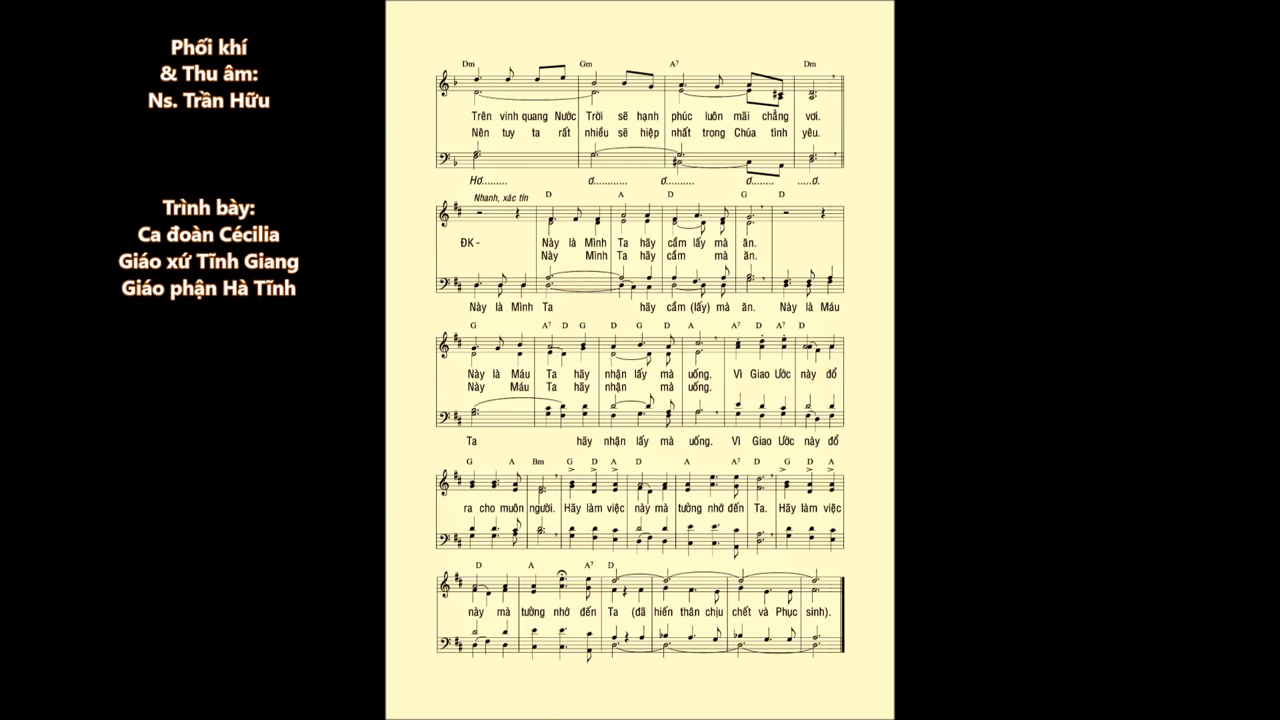 Phối khí
& Thu âm:
Ns. Trần Hữu
Trình bày:
Ca đoàn Cécilia
Giáo xứ Tĩnh Giang
Giáo phận Hà Tĩnh
Dm Gm A7 Dm
Trên vinh quang Nước Trời sẽ hạnh phúc luôn mãi chẳng vơi.
Nên tuy ta rất nhiều sẽ hiệp nhất trong Chúa tình yêu.
Hơ......... ơ............ ơ.......... ơ........ .....ơ.
Nhanh, xác tín D A D G D
ĐK - Này là Mình Ta hãy cầm lấy mà ăn.
Này Mình Ta hãy cầm mà ăn.
Này là Mình Ta hãy cầm (lấy) mà ăn. Này là Máu
G A7 D G D G D A A7 D A7 D
Này là Máu Ta hãy nhận lấy mà uống. Vì Giao Ước này đổ
Này Máu Ta hãy nhận mà uống.
Ta hãy nhận lấy mà uống. Vì Giao Ước này đổ
G A Bm G D A D A A7 D G D A
ra cho muôn người. Hãy làm việc này mà tưởng nhớ đến Ta. Hãy làm việc
D A A7 D
này mà tưởng nhớ đến Ta (đã hiến thân chịu chết và Phục sinh).